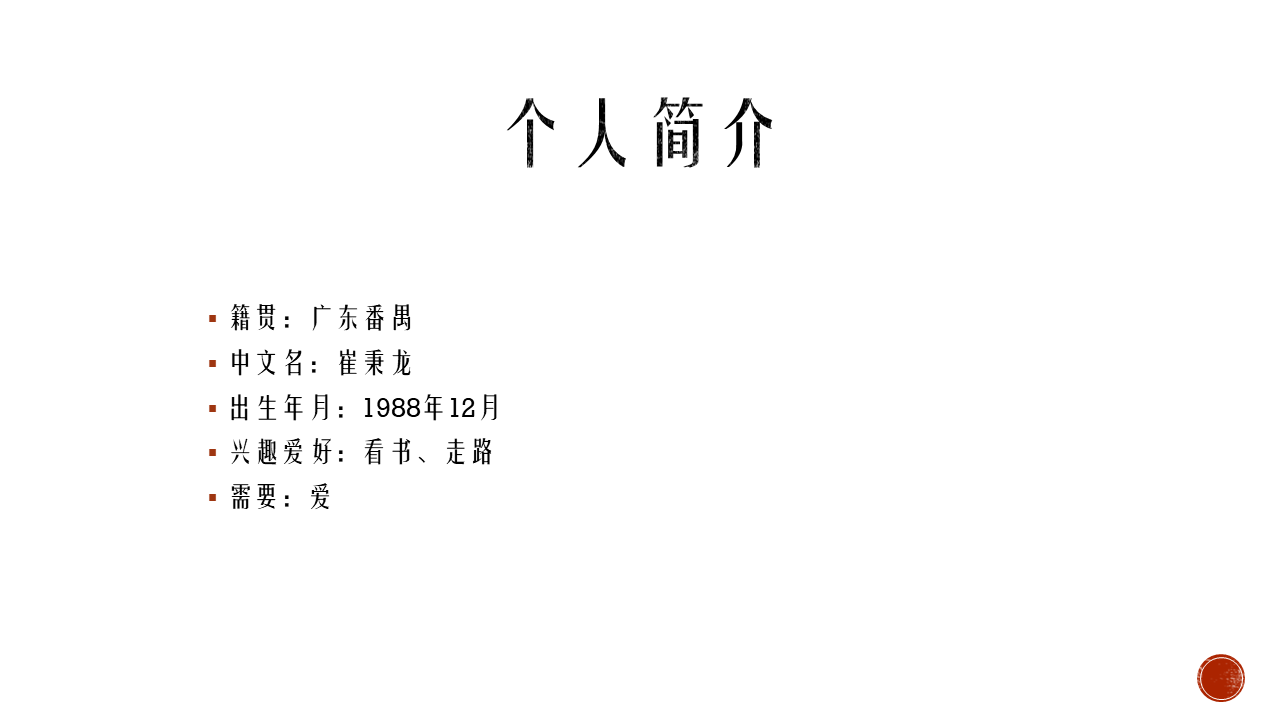 个人简介
籍贯：广东番禺
中文名：崔秉龙
出生年月：1988年12月
兴趣爱好：看书、走路
需要：爱